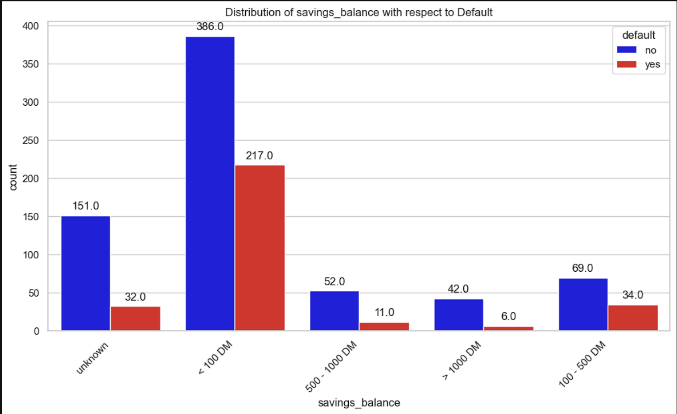 Distribution of savings_balance with respect to Default
400
350
300
250
200
150
100
50
0
count
151.0
32.0
386.0
217.0
52.0
11.0
42.0
6.0
69.0
34.0
default
no
yes
unknown
< 100 DM
500 - 1000 DM
> 1000 DM
100 - 500 DM
savings_balance